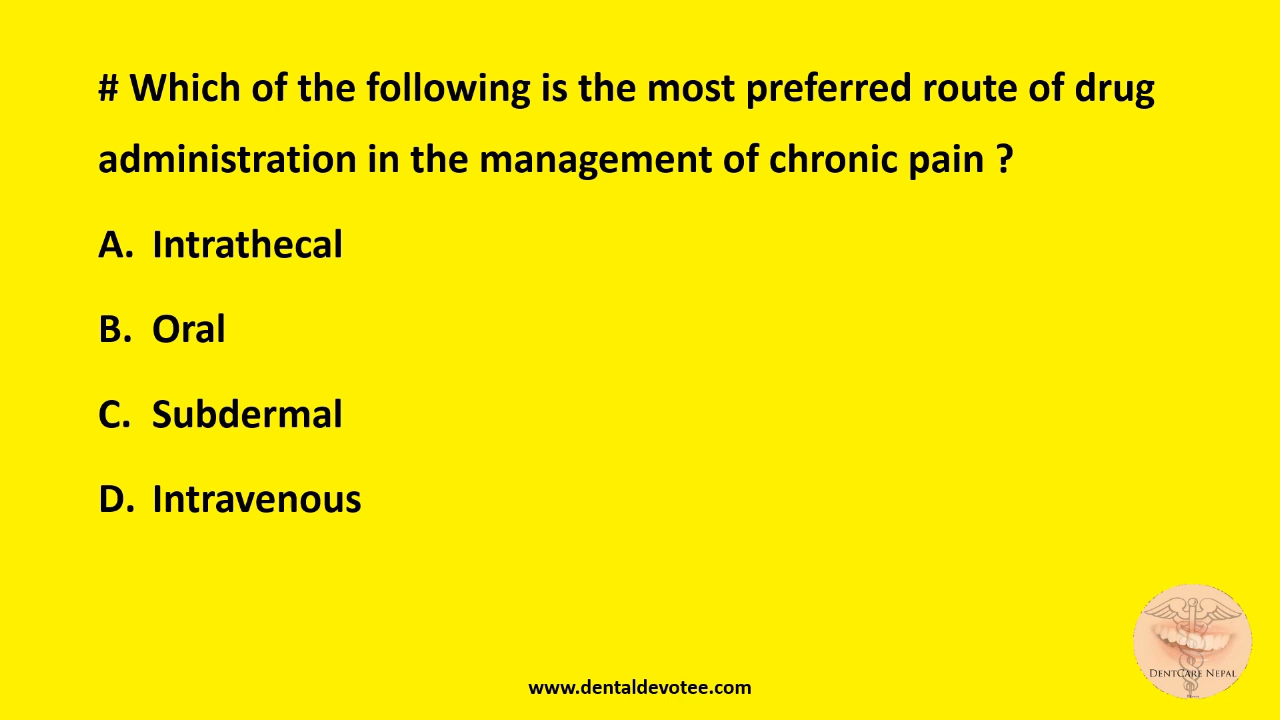 # Which of the following is the most preferred route of drug
administration in the management of chronic pain ?
A. Intrathecal
B. Oral
C. Subdermal
D. Intravenous
DENTCARE NEPAL
www.dentaldevotee.com